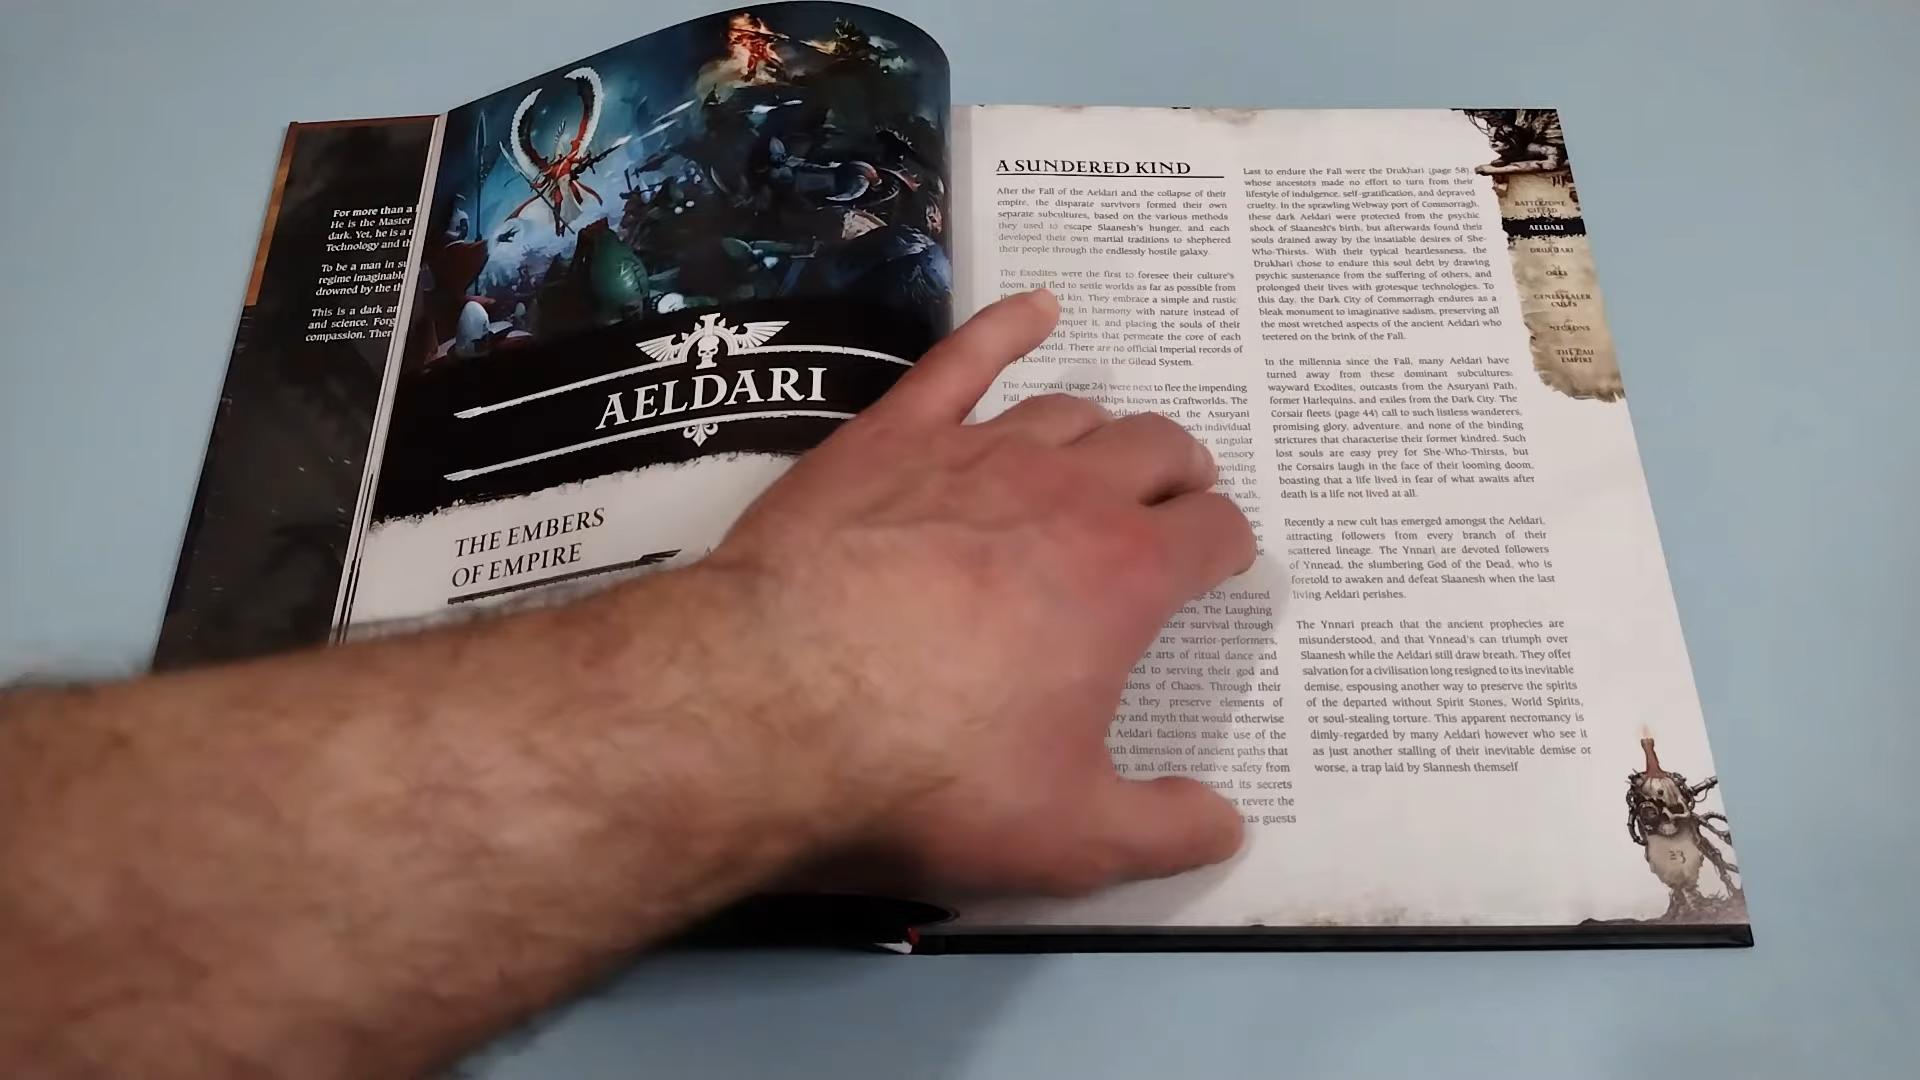 For more than a
He is the Master
dark. Yet, he is a
Technology and th
To be a man in su
regime imaginable
drowned by the th
This is a dark
and science. Forg
compassion. Ther
AELDARI
THE EMBERS
OF EMPIRE
A SUNDERED KIND
After the Fall of the Aeldari and the collapse of their
empire, the disparate survivors formed their own
separate subcultures, based on the various methods
they used to escape Slaanesh's hunger, and each
developed their own martial traditions to shephered
their people through the endlessly hostile galaxy.
The Exodites were the first to foresee their culture's
doom, and fled to settle worlds as far as possible from
kin. They embrace a simple and rustic
in harmony with nature instead of
onquer it, and placing the souls of their
Spirits that permeate the core of each
world. There are no official Imperial records of
Exodite presence in the Gilead System.
The Asuryani (page 24) were next to flee the impending
Fall, known as Craftworlds. The
the Asuryani
each individual
singular
sensory
avoiding
the
walk,
one
52) endured
The Laughing
their survival through
are warrior-performers,
arts of ritual dance and
to serving their god and
of Chaos. Through their
they preserve elements of
and myth that would otherwise
Aeldari factions make use of the
dimension of ancient paths that
and offers relative safety from
its secrets
revere the
as guests
Last to endure the Fall were the Drukhari (page 58),
whose ancestors made no effort to turn from their
lifestyle of indulgence, self-gratification, and depraved
cruelty. In the sprawling Webway port of Commorragh,
these dark Aeldari were protected from the psychic
shock of Slaanesh's birth, but afterwards found their
souls drained away by the insatiable desires of She-
Who-Thirsts. With their typical heartlessness, the
Drukhari chose to endure this soul debt by drawing
psychic sustenance from the suffering of others, and
prolonged their lives with grotesque technologies. To
this day, the Dark City of Commorragh endures as a
bleak monument to imaginative sadism, preserving all
the most wretched aspects of the ancient Aeldari who
teetered on the brink of the Fall.
In the millennia since the Fall, many Aeldari have
turned away from these dominant subcultures:
wayward Exodites, outcasts from the Asuryani Path,
former Harlequins, and exiles from the Dark City. The
Corsair fleets (page 44) call to such listless wanderers,
promising glory, adventure, and none of the binding
strictures that characterise their former kindred. Such
lost souls are easy prey for She-Who-Thirsts, but
the Corsairs laugh in the face of their looming doom,
boasting that a life lived in fear of what awaits after
death is a life not lived at all.
Recently a new cult has emerged amongst the Aeldari,
attracting followers from every branch of their
scattered lineage. The Ynnari are devoted followers
of Ynnead, the slumbering God of the Dead, who is
foretold to awaken and defeat Slaanesh when the last
living Aeldari perishes.
The Ynnari preach that the ancient prophecies are
misunderstood, and that Ynnead's can triumph over
Slaanesh while the Aeldari still draw breath. They offer
salvation for a civilisation long resigned to its inevitable
demise, espousing another way to preserve the spirits
of the departed without Spirit Stones, World Spirits,
or soul-stealing torture. This apparent necromancy is
dimly-regarded by many Aeldari however who see it
as just another stalling of their inevitable demise or
worse, a trap laid by Slannesh themself
BATTLEZONE
GILEAD
AELDARI
DRUKHARI
ORKS
GENESTEALER
CULTS
NECRONS
THE T'AU
EMPIRE
23